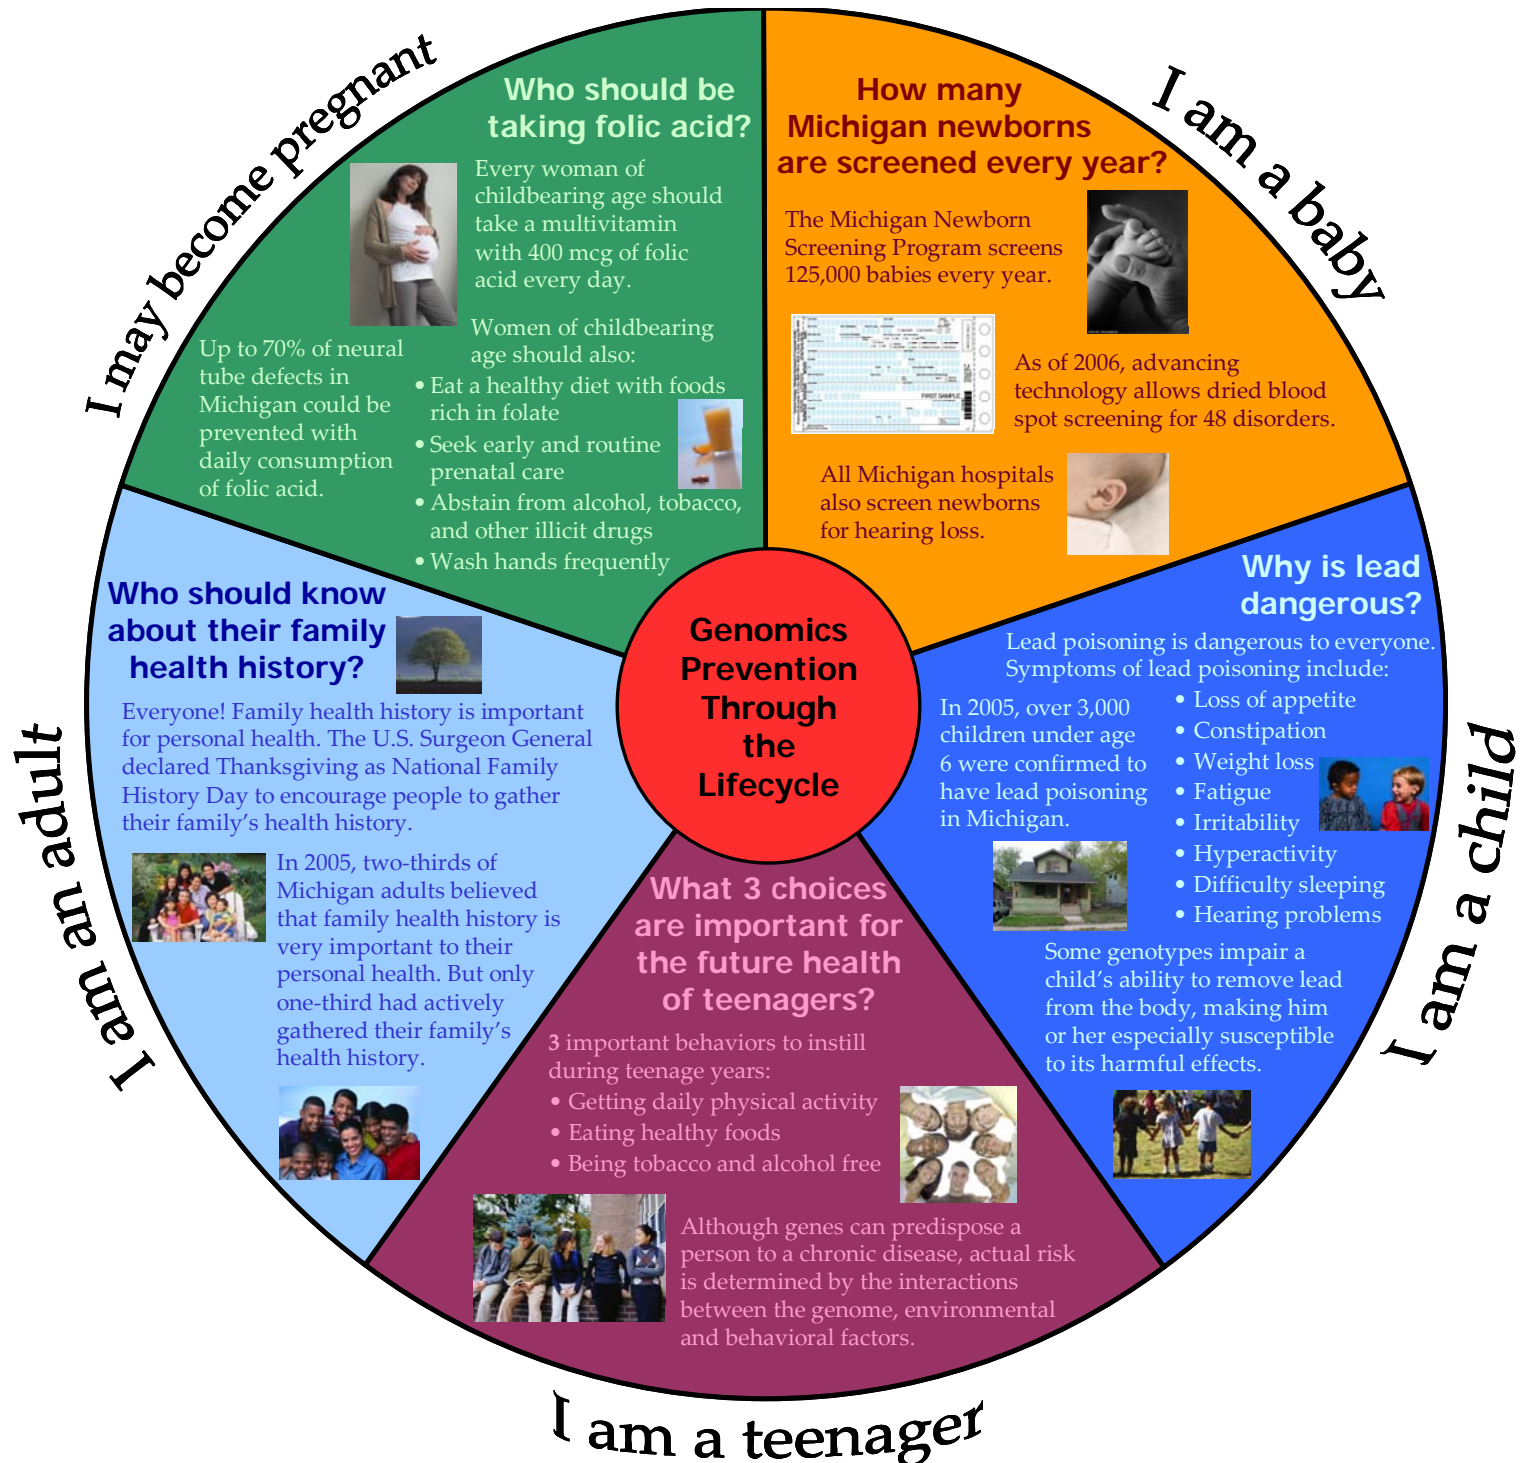 I may become pregnant
Who should be
taking folic acid?
Every woman of
childbearing age should
take a multivitamin
with 400 mcg of folic
acid every day.
Women of childbearing
age should also:
• Eat a healthy diet with foods
rich in folate
• Seek early and routine
prenatal care
• Abstain from alcohol, tobacco,
and other illicit drugs
• Wash hands frequently
Up to 70% of neural
tube defects in
Michigan could be
prevented with
daily consumption
of folic acid.
I am a baby
How many
Michigan newborns
are screened every year?
The Michigan Newborn
Screening Program screens
125,000 babies every year.
FIRST SAMPLE
As of 2006, advancing
technology allows dried blood
spot screening for 48 disorders.
All Michigan hospitals
also screen newborns
for hearing loss.
I am a child
Why is lead
dangerous?
Lead poisoning is dangerous to everyone.
Symptoms of lead poisoning include:
• Loss of appetite
• Constipation
• Weight loss
• Fatigue
• Irritability
• Hyperactivity
• Difficulty sleeping
• Hearing problems
In 2005, over 3,000
children under age
6 were confirmed to
have lead poisoning
in Michigan.
Some genotypes impair a
child's ability to remove lead
from the body, making him
or her especially susceptible
to its harmful effects.
I am a teenager
What 3 choices
are important for
the future health
of teenagers?
3 important behaviors to instill
during teenage years:
• Getting daily physical activity
• Eating healthy foods
• Being tobacco and alcohol free
Although genes can predispose a
person to a chronic disease, actual risk
is determined by the interactions
between the genome, environmental
and behavioral factors.
I am an adult
Who should know
about their family
health history?
Everyone! Family health history is important
for personal health. The U.S. Surgeon General
declared Thanksgiving as National Family
History Day to encourage people to gather
their family's health history.
In 2005, two-thirds of
Michigan adults believed
that family health history is
very important to their
personal health. But only
one-third had actively
gathered their family's
health history.
Genomics
Prevention
Through
the
Lifecycle